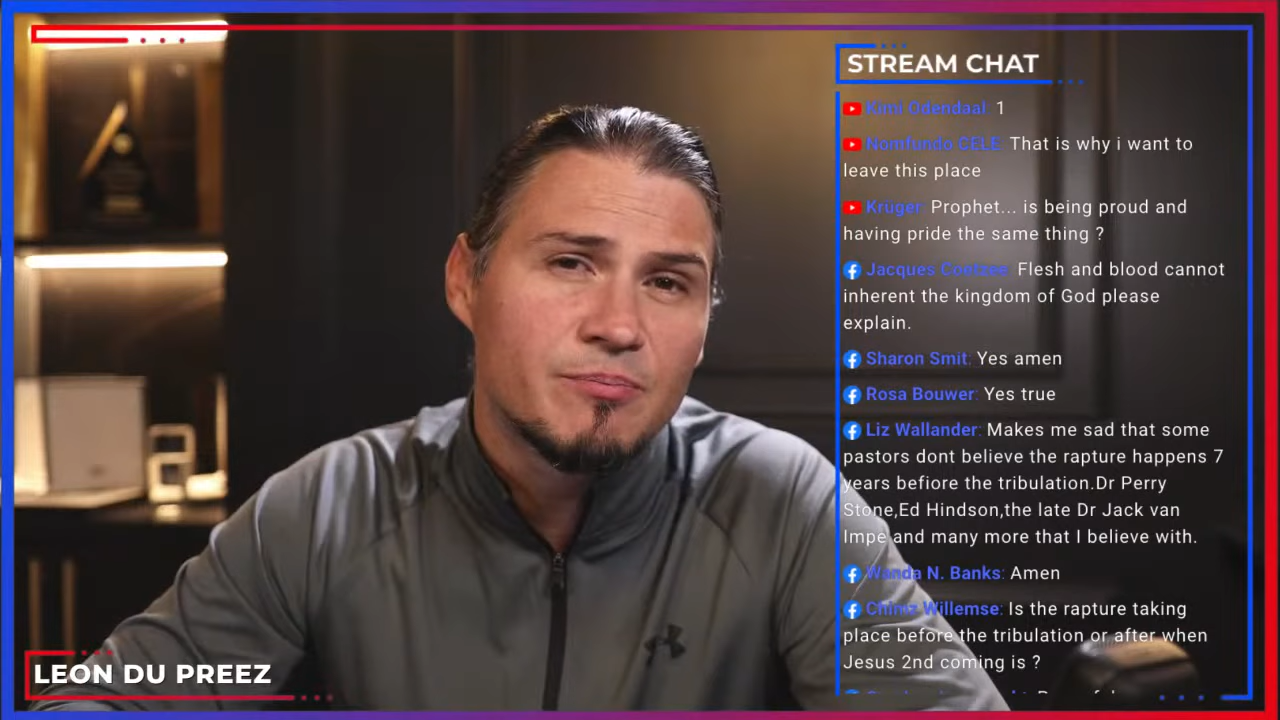 STREAM CHAT
Kimi Odendaal: 1
Nomfundo CELE: That is why i want to
leave this place
Krüger: Prophet... is being proud and
having pride the same thing ?
Jacques Coetzee: Flesh and blood cannot
inherent the kingdom of God please
explain.
Sharon Smit: Yes amen
Rosa Bouwer: Yes true
Liz Wallander: Makes me sad that some
pastors dont believe the rapture happens 7
years befiore the tribulation.Dr Perry
Stone,Ed Hindson,the late Dr Jack van
Impe and many more that I believe with.
Wanda N. Banks: Amen
Chimz Willemse: Is the rapture taking
place before the tribulation or after when
Jesus 2nd coming is ?
LEON DU PREEZ